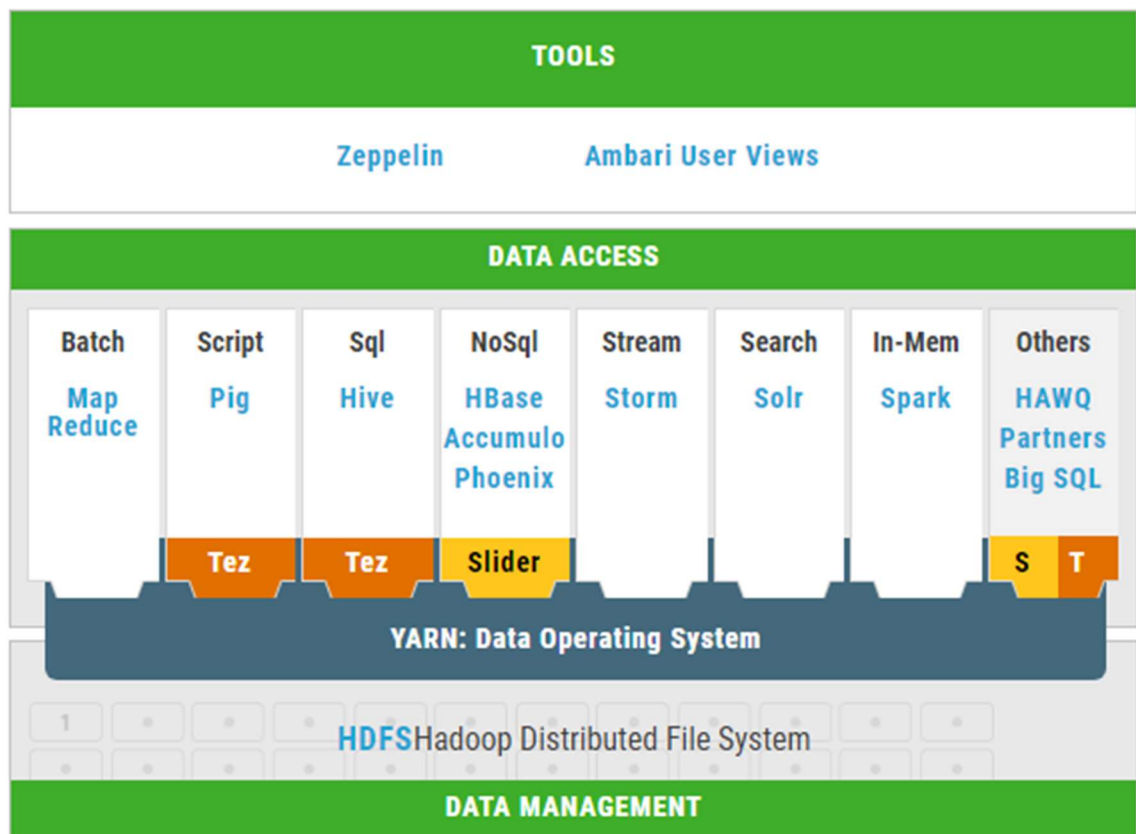 TOOLS
Zeppelin
Ambari User Views
DATA ACCESS
Batch
Map
Reduce
Script
Pig
Tez
Sql
Hive
Tez
NoSql
HBase
Accumulo
Phoenix
Slider
Stream
Storm
Search
Solr
In-Mem
Spark
Others
HAWQ
Partners
Big SQL
S T
YARN: Data Operating System
1
HDFSHadoop Distributed File System
DATA MANAGEMENT